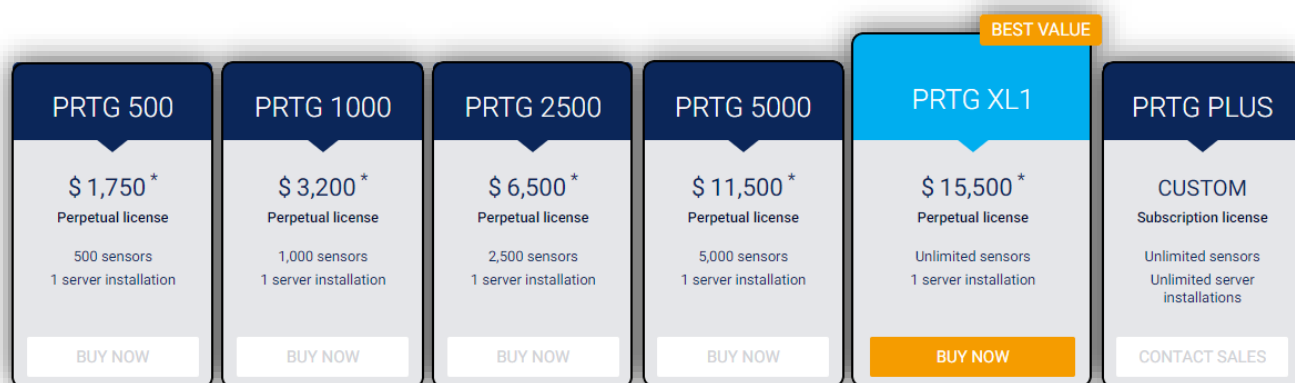 BEST VALUE
PRTG 500
$ 1,750 *
Perpetual license
500 sensors
1 server installation
BUY NOW
PRTG 1000
$ 3,200 *
Perpetual license
1,000 sensors
1 server installation
BUY NOW
PRTG 2500
$ 6,500 *
Perpetual license
2,500 sensors
1 server installation
BUY NOW
PRTG 5000
$ 11,500 *
Perpetual license
5,000 sensors
1 server installation
BUY NOW
PRTG XL1
$ 15,500 *
Perpetual license
Unlimited sensors
1 server installation
BUY NOW
PRTG PLUS
CUSTOM
Subscription license
Unlimited sensors
Unlimited server
installations
CONTACT SALES